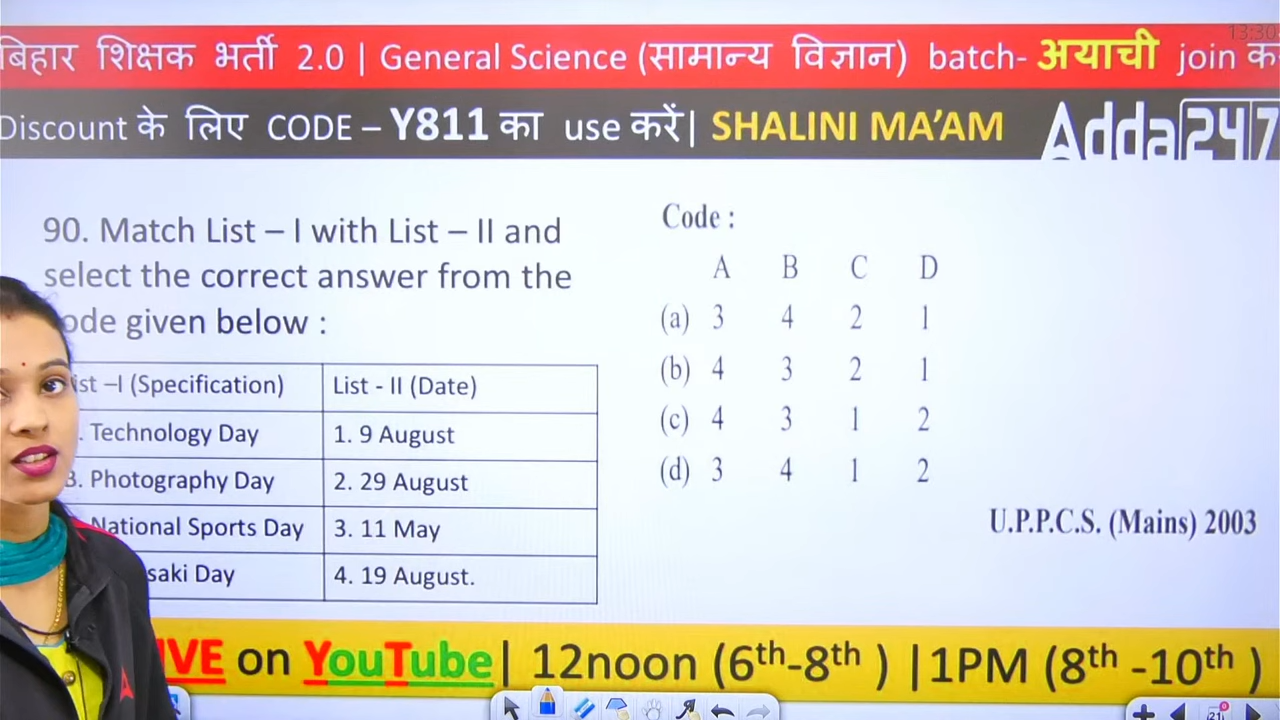 13:30
बिहार शिक्षक भर्ती 2.0 | General Science (सामान्य विज्ञान) batch- अयाची join क
Discount के लिए CODE – Y811 का use करें| SHALINI MA’AM Adda247
90. Match List – I with List – II and
select the correct answer from the
ode given below :
ist –I (Specification) List - II (Date)
. Technology Day 1. 9 August
B. Photography Day 2. 29 August
National Sports Day 3. 11 May
saki Day 4. 19 August.
Code :
A B C D
(a) 3 4 2 1
(b) 4 3 2 1
(c) 4 3 1 2
(d) 3 4 1 2
U.P.P.C.S. (Mains) 2003
IVE on YouTube| 12noon (6th-8th ) |1PM (8th -10th )
21